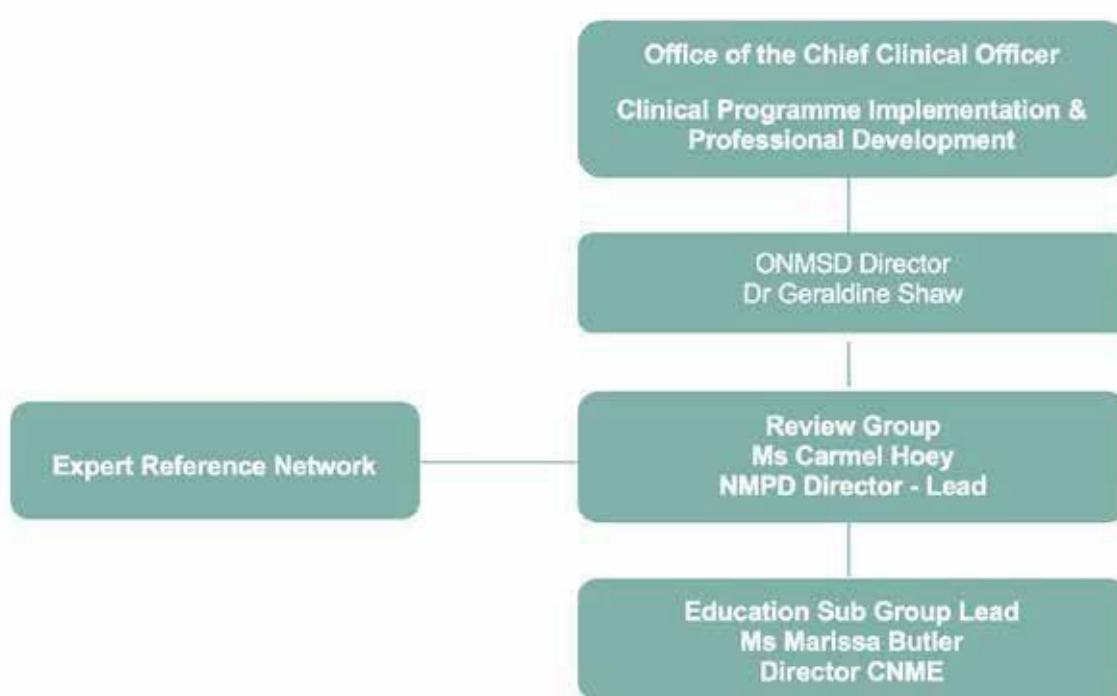 Office of the Chief Clinical Officer
Clinical Programme Implementation &
Professional Development
ONMSD Director
Dr Geraldine Shaw
Expert Reference Network
Review Group
Ms Carmel Hoey
NMPD Director - Lead
Education Sub Group Lead
Ms Marissa Butler
Director CNME